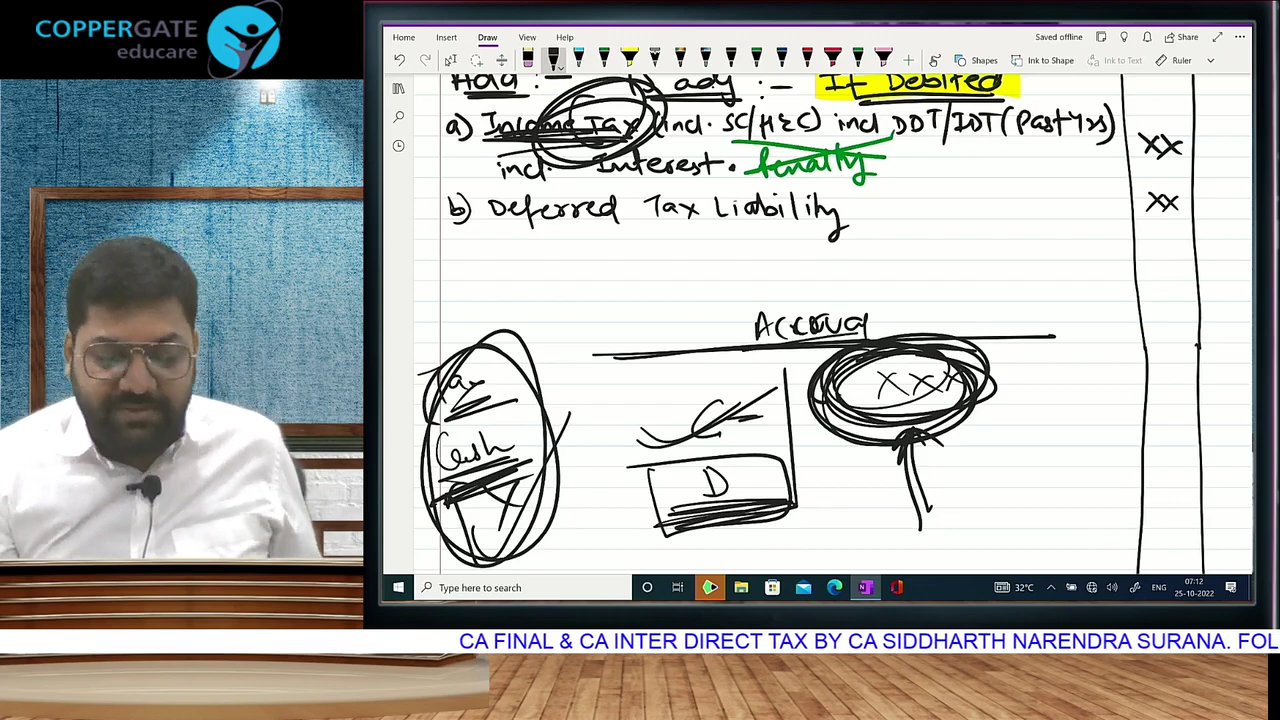 COPPERGATE
educare
Home Insert Draw View Help
Saved offline
Share
Shapes
Ink to Shape
Ink to Text
Ruler
Add :- adj :- If Debited
a) Income Tax (incl. SC/H&EC) incl DDT/IDT (Past Yrs) XX
incl. Interest. Penalty
b) Deferred Tax Liability XX
Accrual
Tax
XXX
C
Cash
D
Type here to search
32°C
ENG
07:12
25-10-2022
CA FINAL & CA INTER DIRECT TAX BY CA SIDDHARTH NARENDRA SURANA. FOL